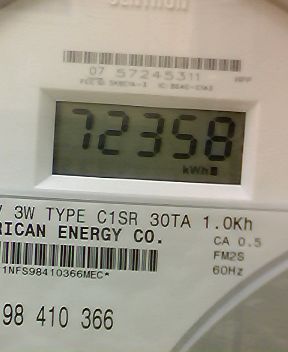 07 57245311
72358
kWh
V 3W TYPE C1SR 30TA 1.0Kh
RICAN ENERGY CO.
CA 0.5
FM2S
60Hz
1NFS98410366MEC*
98 410 366